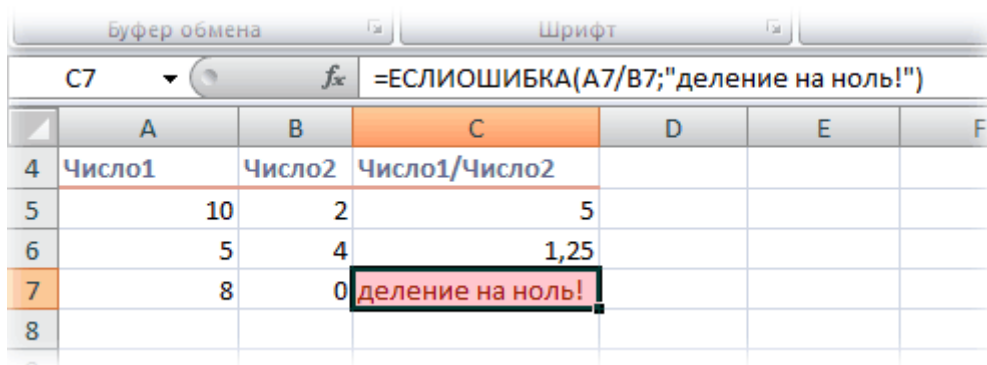 Буфер обмена Шрифт
C7 fx =ЕСЛИОШИБКА(A7/B7;"деление на ноль!")
A B C D E F
4 Число1 Число2 Число1/Число2
5 10 2 5
6 5 4 1,25
7 8 0 деление на ноль!
8